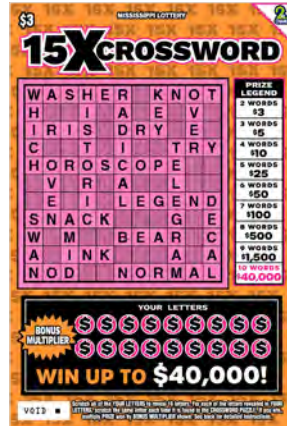 $3
MISSISSIPPI LOTTERY
2
15X CROSSWORD
WASHER KNOT
H I A E V
IRIS DRY E
C T I TRY
HOROSCOPE
V R A L
E I LEGEND
SNACK G E
W M BEARC
A INK A A
NOD NORMAL
PRIZE
LEGEND
2 WORDS
$3
3 WORDS
$5
4 WORDS
$10
5 WORDS
$25
6 WORDS
$50
7 WORDS
$100
8 WORDS
$500
9 WORDS
$1,500
10 WORDS
$40,000
YOUR LETTERS
BONUS
MULTIPLIER
$ $ $ $ $ $ $ $ $
$ $ $ $ $ $ $ $ $
WIN UP TO $40,000!
VOID